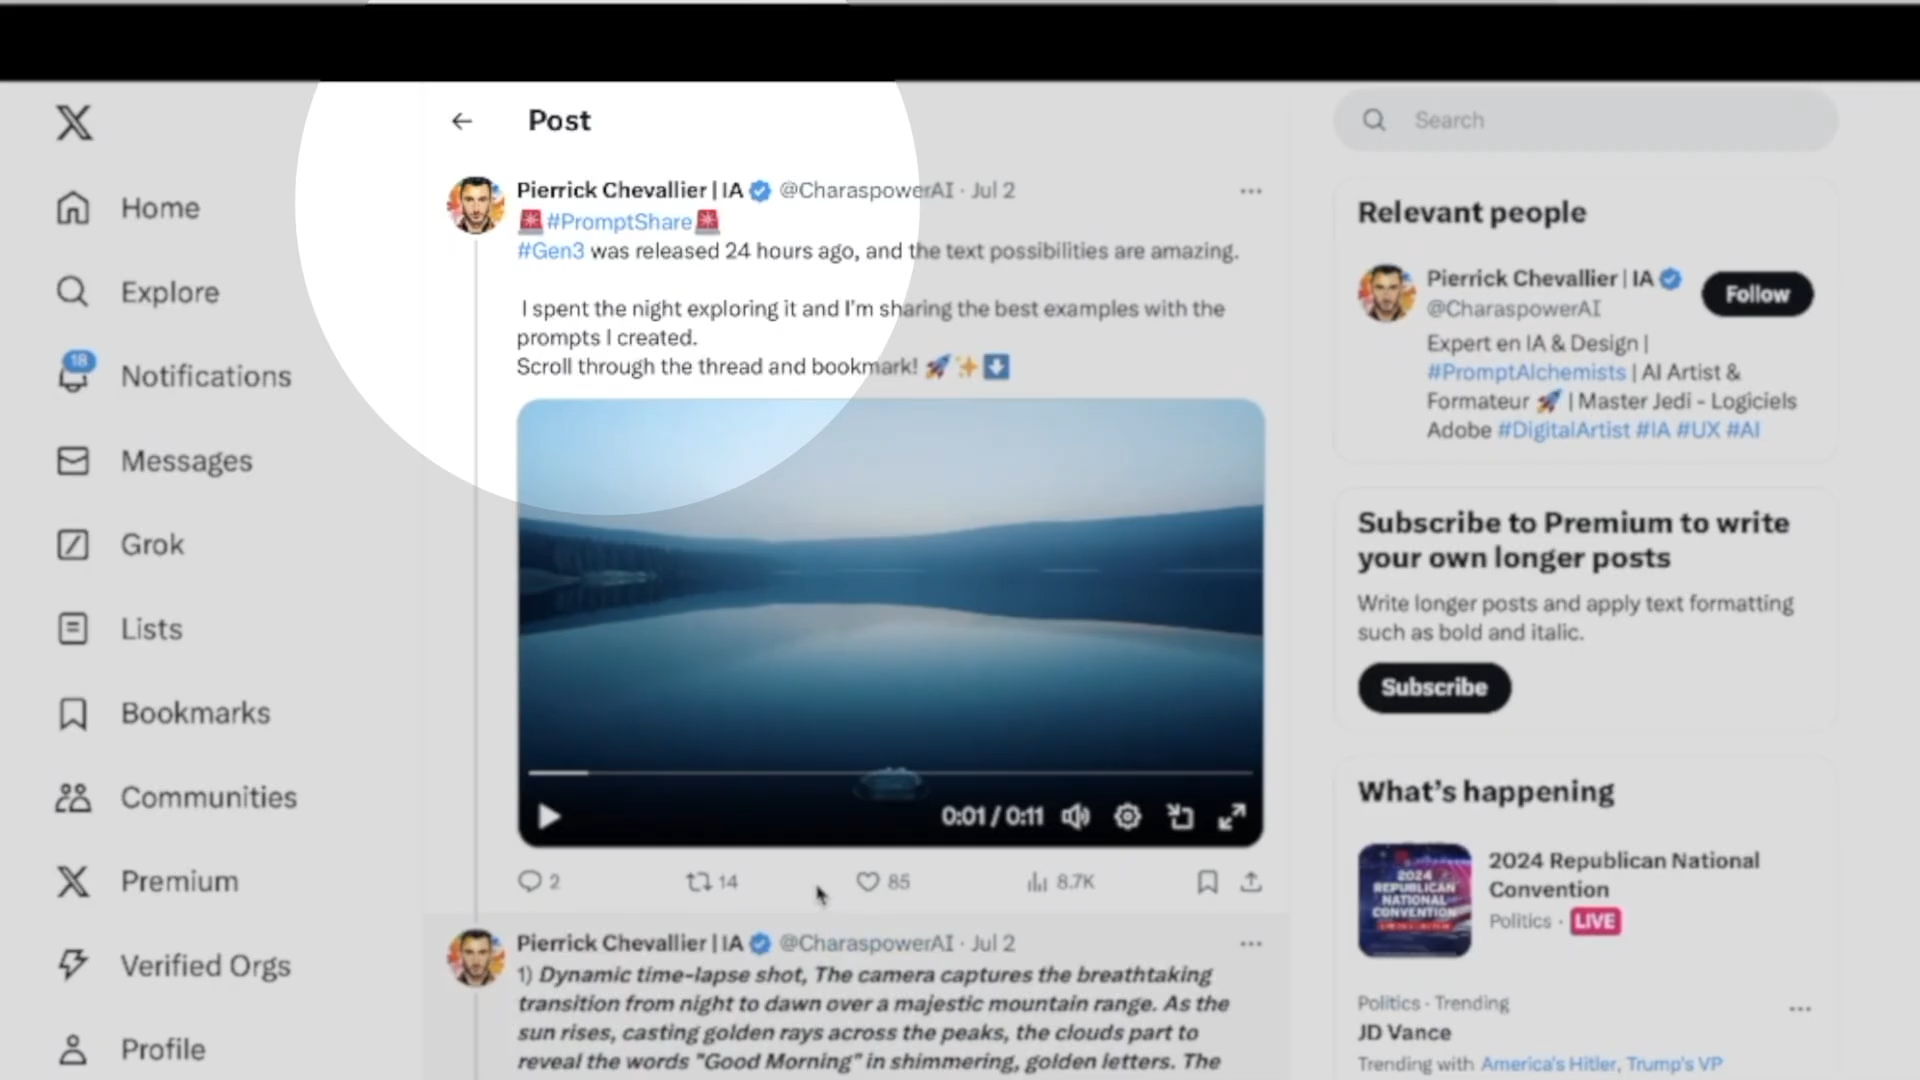 Home
Explore
18
Notifications
Messages
Grok
Lists
Bookmarks
Communities
Premium
Verified Orgs
Profile
Post
Pierrick Chevallier | IA @CharaspowerAI · Jul 2
#PromptShare
#Gen3 was released 24 hours ago, and the text possibilities are amazing.
I spent the night exploring it and I'm sharing the best examples with the
prompts I created.
Scroll through the thread and bookmark!
0:01 / 0:11
2 14 85 8.7K
Pierrick Chevallier | IA @CharaspowerAI · Jul 2
1) Dynamic time-lapse shot, The camera captures the breathtaking
transition from night to dawn over a majestic mountain range. As the
sun rises, casting golden rays across the peaks, the clouds part to
reveal the words "Good Morning" in shimmering, golden letters. The
Search
Relevant people
Pierrick Chevallier | IA
@CharaspowerAI
Follow
Expert en IA & Design |
#PromptAlchemists | AI Artist &
Formateur | Master Jedi - Logiciels
Adobe #DigitalArtist #IA #UX #AI
Subscribe to Premium to write
your own longer posts
Write longer posts and apply text formatting
such as bold and italic.
Subscribe
What's happening
2024
REPUBLICAN
NATIONAL
CONVENTION
2024 Republican National
Convention
Politics · LIVE
Politics · Trending
JD Vance
Trending with America's Hitler, Trump's VP